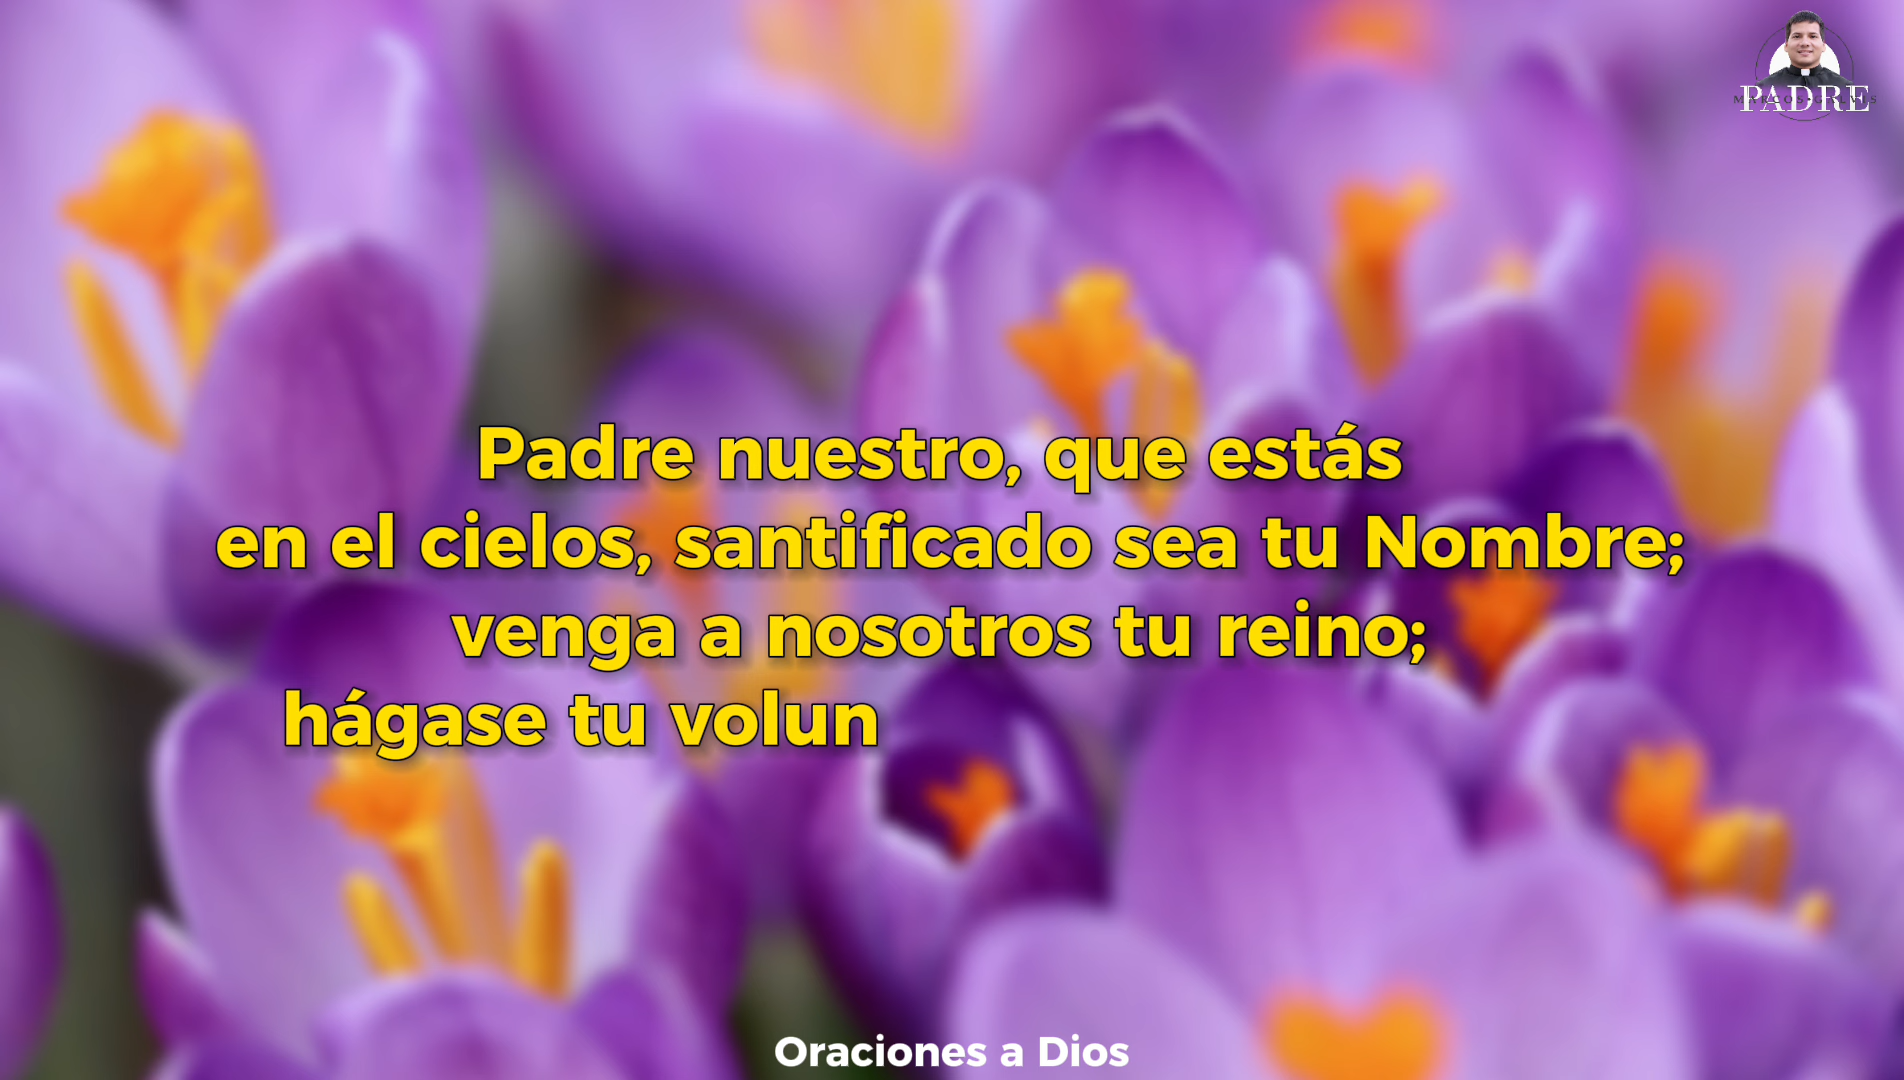 PADRE
Padre nuestro, que estás
en el cielos, santificado sea tu Nombre;
venga a nosotros tu reino;
hágase tu volun
Oraciones a Dios